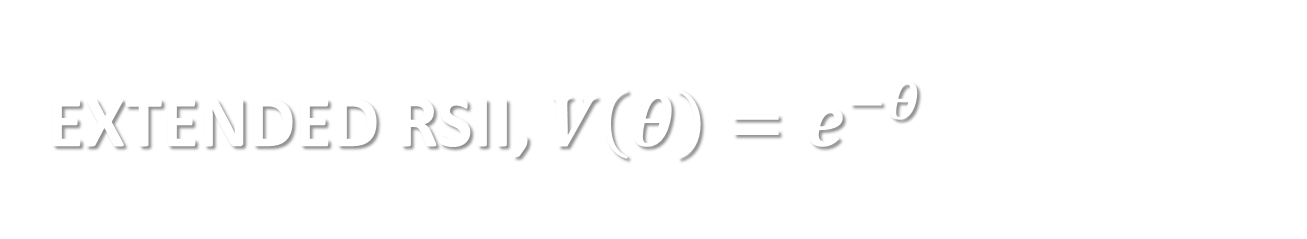 EXTENDED RSII, V(θ) = e^{−θ}